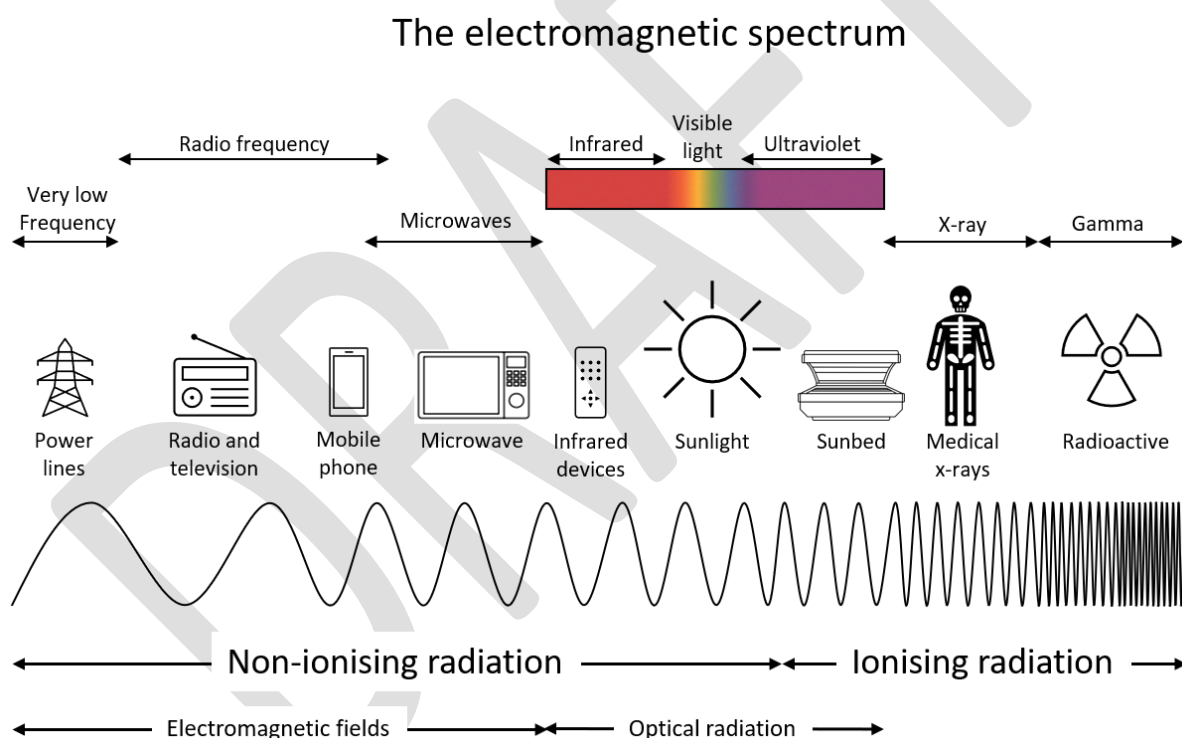 The electromagnetic spectrum
Radio frequency
Infrared
Visible
light
Ultraviolet
Very low
Frequency
Microwaves
X-ray
Gamma
Power
lines
Radio and
television
Mobile
phone
Microwave
Infrared
devices
Sunlight
Sunbed
Medical
x-rays
Radioactive
Non-ionising radiation
Ionising radiation
Electromagnetic fields
Optical radiation
DRAFT